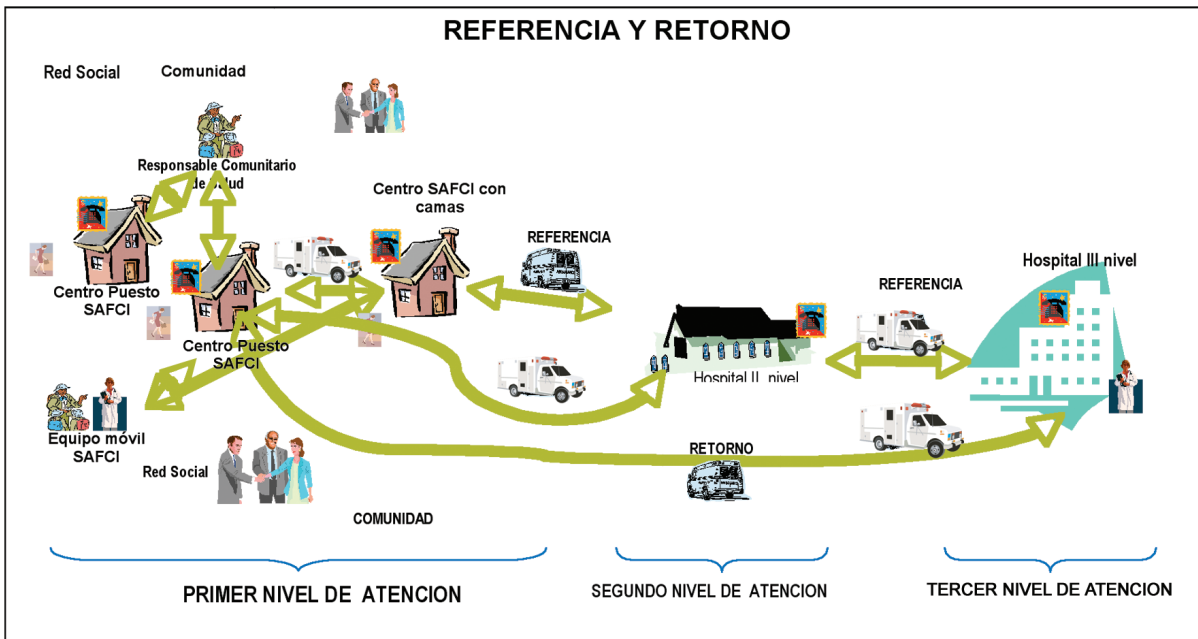 REFERENCIA Y RETORNO
Red Social
Comunidad
Responsable Comunitario
de Salud
Centro SAFCI con
camas
REFERENCIA
Hospital III nivel
REFERENCIA
Centro Puesto
SAFCI
Centro Puesto
SAFCI
Hospital II nivel
Equipo móvil
SAFCI
Red Social
RETORNO
COMUNIDAD
PRIMER NIVEL DE ATENCION
SEGUNDO NIVEL DE ATENCION
TERCER NIVEL DE ATENCION